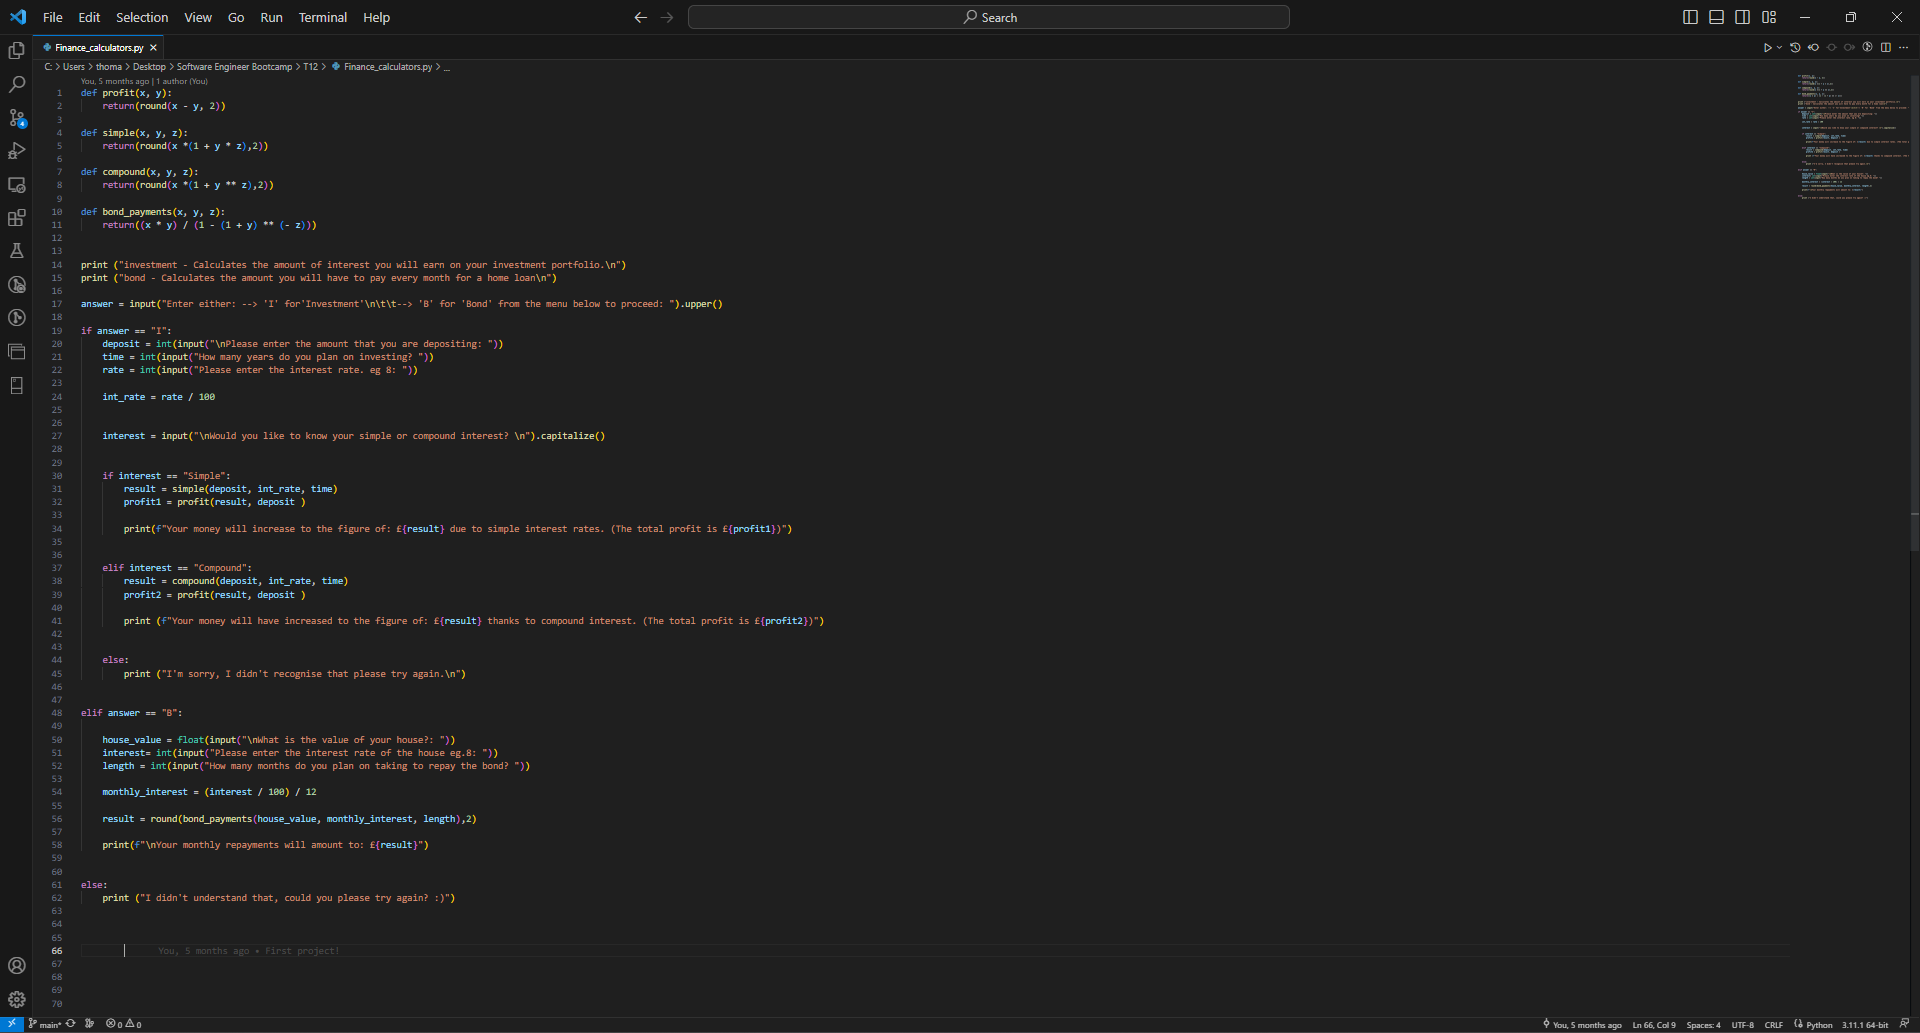 File Edit Selection View Go Run Terminal Help
Search
Finance_calculators.py
C: > Users > thoma > Desktop > Software Engineer Bootcamp > T12 > Finance_calculators.py > ...
You, 5 months ago | 1 author (You)
1 def profit(x, y):
2 return(round(x - y, 2))
3
4 def simple(x, y, z):
5 return(round(x *(1 + y * z),2))
6
7 def compound(x, y, z):
8 return(round(x *(1 + y ** z),2))
9
10 def bond_payments(x, y, z):
11 return((x * y) / (1 - (1 + y) ** (- z)))
12
13
14 print ("investment - Calculates the amount of interest you will earn on your investment portfolio.\n")
15 print ("bond - Calculates the amount you will have to pay every month for a home loan\n")
16
17 answer = input("Enter either: --> 'I' for'Investment'\n\t\t--> 'B' for 'Bond' from the menu below to proceed: ").upper()
18
19 if answer == "I":
20 deposit = int(input("\nPlease enter the amount that you are depositing: "))
21 time = int(input("How many years do you plan on investing? "))
22 rate = int(input("Please enter the interest rate. eg 8: "))
23
24 int_rate = rate / 100
25
26
27 interest = input("\nWould you like to know your simple or compound interest? \n").capitalize()
28
29
30 if interest == "Simple":
31 result = simple(deposit, int_rate, time)
32 profit1 = profit(result, deposit )
33
34 print(f"Your money will increase to the figure of: £{result} due to simple interest rates. (The total profit is £{profit1})")
35
36
37 elif interest == "Compound":
38 result = compound(deposit, int_rate, time)
39 profit2 = profit(result, deposit )
40
41 print (f"Your money will have increased to the figure of: £{result} thanks to compound interest. (The total profit is £{profit2})")
42
43
44 else:
45 print ("I'm sorry, I didn't recognise that please try again.\n")
46
47
48 elif answer == "B":
49
50 house_value = float(input("\nWhat is the value of your house?: "))
51 interest= int(input("Please enter the interest rate of the house eg.8: "))
52 length = int(input("How many months do you plan on taking to repay the bond? "))
53
54 monthly_interest = (interest / 100) / 12
55
56 result = round(bond_payments(house_value, monthly_interest, length),2)
57
58 print(f"\nYour monthly repayments will amount to: £{result}")
59
60
61 else:
62 print ("I didn't understand that, could you please try again? :)")
63
64
65
66 You, 5 months ago • First project!
67
68
69
70
4
main* 0 0 You, 5 months ago Ln 66, Col 9 Spaces: 4 UTF-8 CRLF Python 3.11.1 64-bit